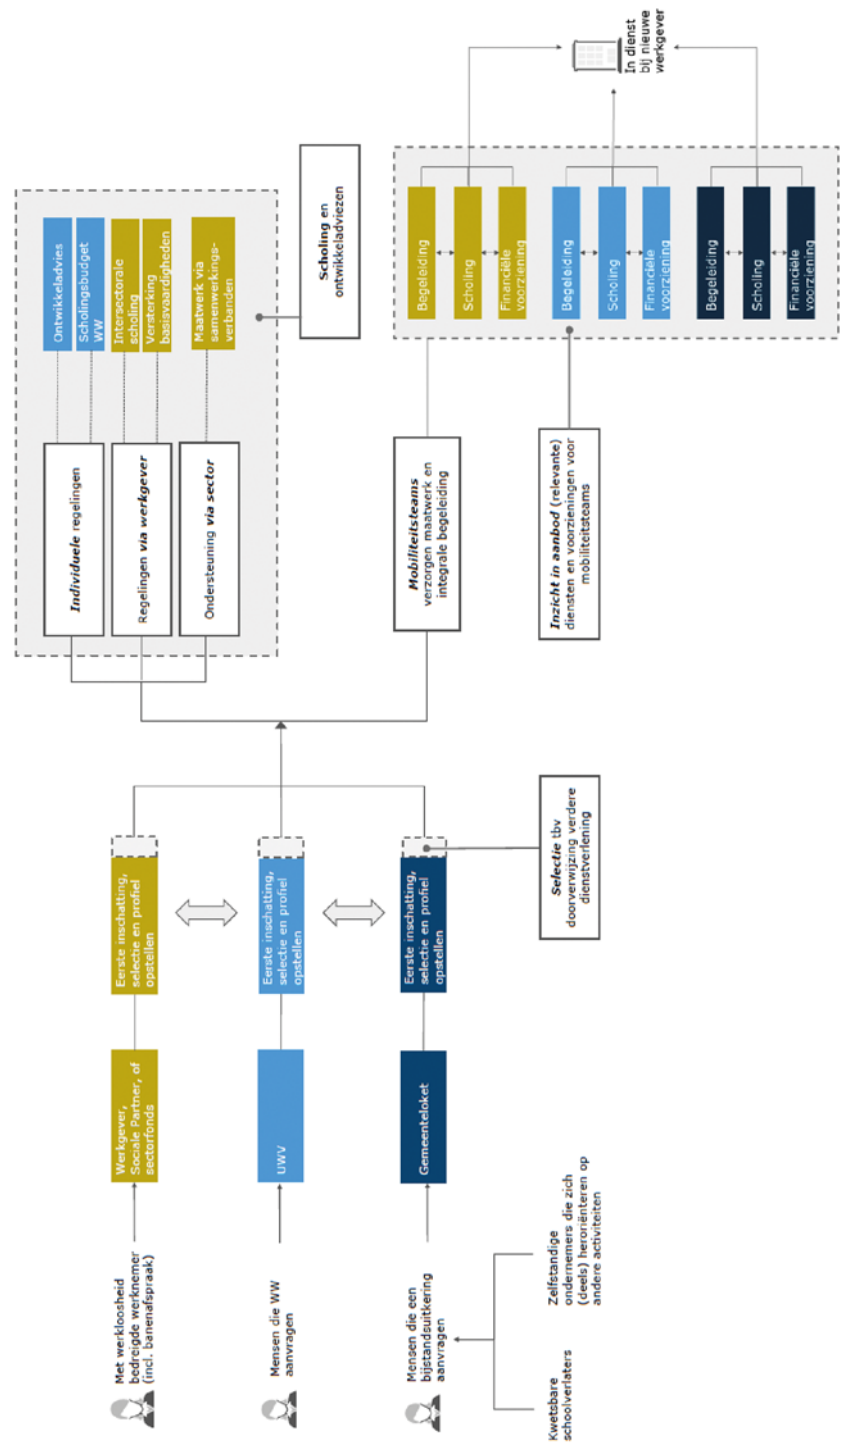 Met werkloosheid
bedreigde werknemer
(incl. banenafspraak)
Mensen die WW
aanvragen
Mensen die een
bijstandsuitkering
aanvragen
Kwetsbare
schoolverlaters
Zelfstandige
ondernemers die zich
(deels) heroriënteren op
andere activiteiten
Werkgever,
Sociale Partner, of
sectorfonds
UWV
Gemeenteloket
Eerste inschatting,
selectie en profiel
opstellen
Eerste inschatting,
selectie en profiel
opstellen
Eerste inschatting,
selectie en profiel
opstellen
Selectie tbv
doorverwijzing verdere
dienstverlening
Individuele regelingen
Regelingen via werkgever
Ondersteuning via sector
Ontwikkeladvies
Scholingsbudget
WW
Intersectorale
scholing
Versterking
basisvaardigheden
Maatwerk via
samenwerkings-
verbanden
Scholing en
ontwikkeladviezen
Mobiliteitsteams
verzorgen maatwerk en
integrale begeleiding
Inzicht in aanbod (relevante)
diensten en voorzieningen voor
mobiliteitsteams
Begeleiding
Scholing
Financiële
voorziening
Begeleiding
Scholing
Financiële
voorziening
Begeleiding
Scholing
Financiële
voorziening
In dienst
bij nieuwe
werkgever